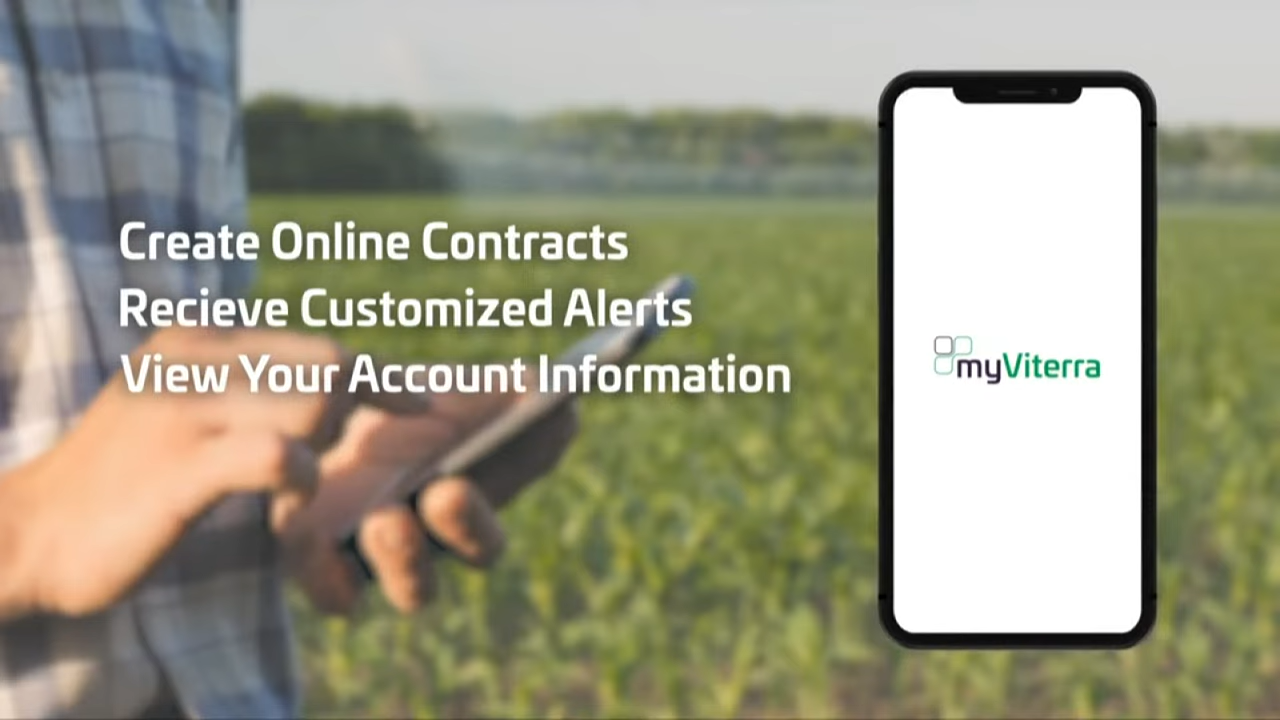 Create Online Contracts
Recieve Customized Alerts
View Your Account Information
myViterra